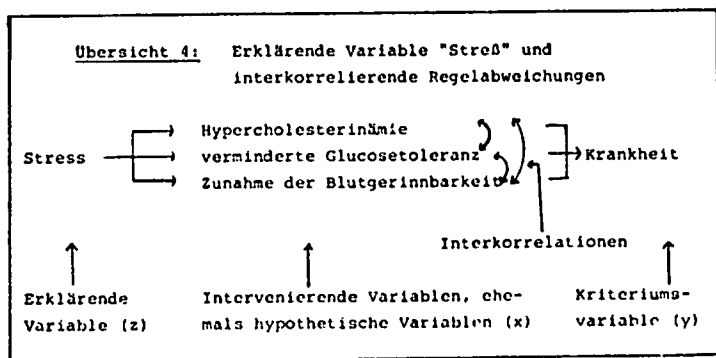 Übersicht 4: Erklärende Variable "Streß" und
interkorrelierende Regelabweichungen
Hypercholesterinämie
Stress verminderte Glucosetoleranz Krankheit
Zunahme der Blutgerinnbarkeit
Interkorrelationen
Erklärende Intervenierende Variablen, ehe- Kriteriums-
Variable (z) mals hypothetische Variablen (x) variable (y)